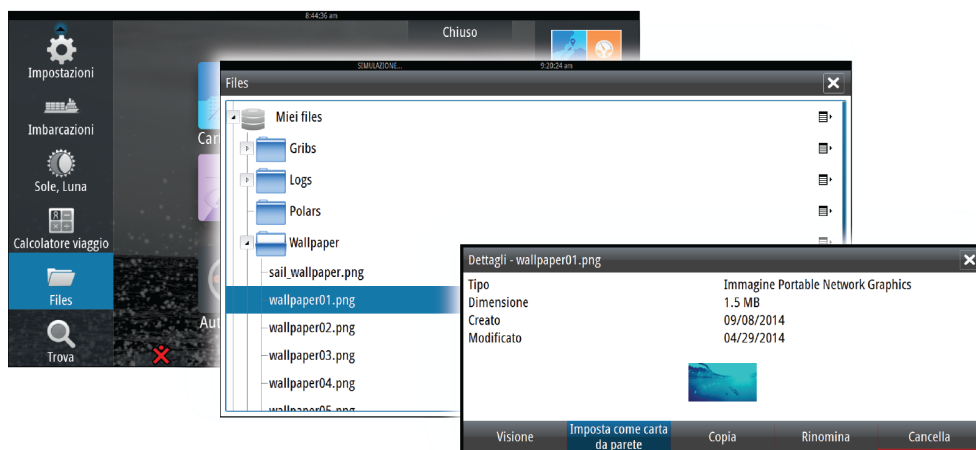 8:44:36 am
Chiuso
Impostazioni
Imbarcazioni
Sole, Luna
Calcolatore viaggio
Files
Trova
SIMULAZIONE...
9:20:24 am
Files
Miei files
Gribs
Logs
Polars
Wallpaper
sail_wallpaper.png
wallpaper01.png
wallpaper02.png
wallpaper03.png
wallpaper04.png
wallpaper05.png
Dettagli - wallpaper01.png
Tipo Immagine Portable Network Graphics
Dimensione 1.5 MB
Creato 09/08/2014
Modificato 04/29/2014
Visione
Imposta come carta
da parete
Copia
Rinomina
Cancella